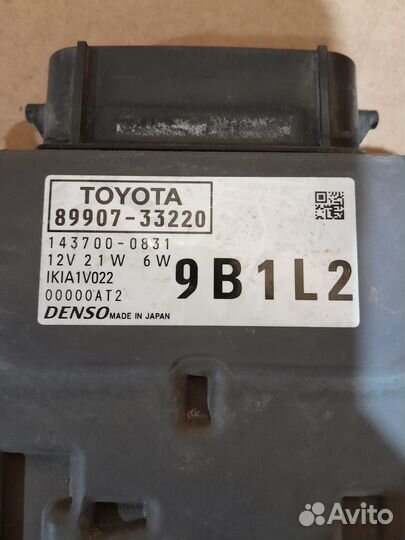 TOYOTA
89907-33220
143700-0831
12V 21W 6W
IKIA1V022
00000AT2
9B1L2
DENSO MADE IN JAPAN
Avito